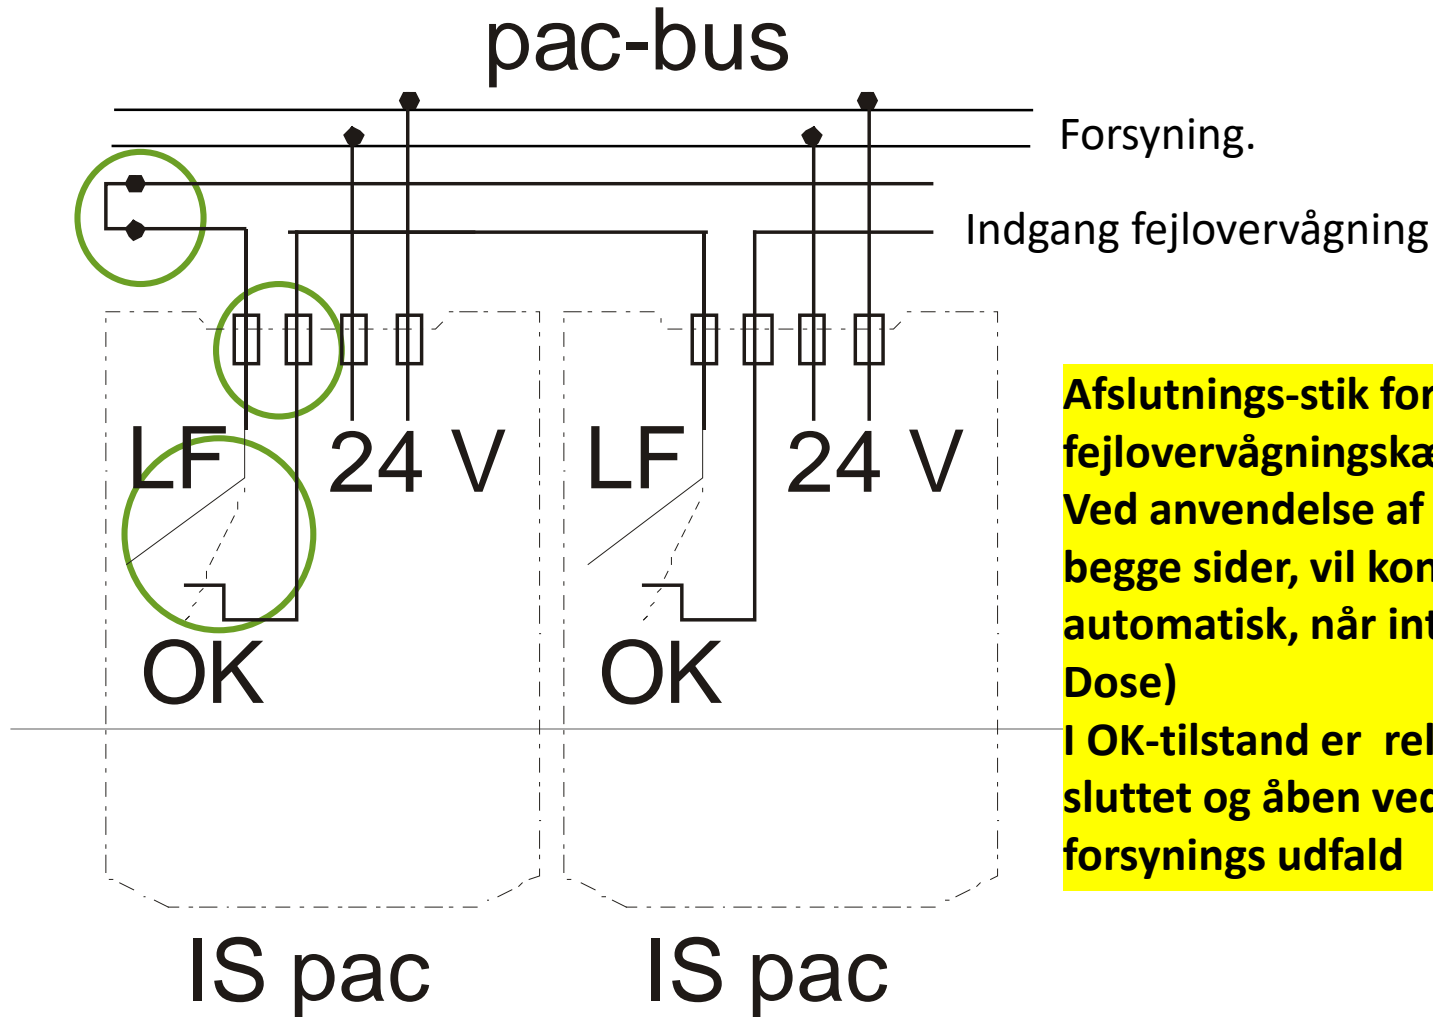 pac-bus
Forsyning.
Indgang fejlovervågning
LF 24 V LF 24 V
OK OK
Afslutnings-stik for
fejlovervågningskæ
Ved anvendelse af
begge sider, vil kon
automatisk, når int
Dose)
I OK-tilstand er rel
sluttet og åben ved
forsynings udfald
IS pac IS pac